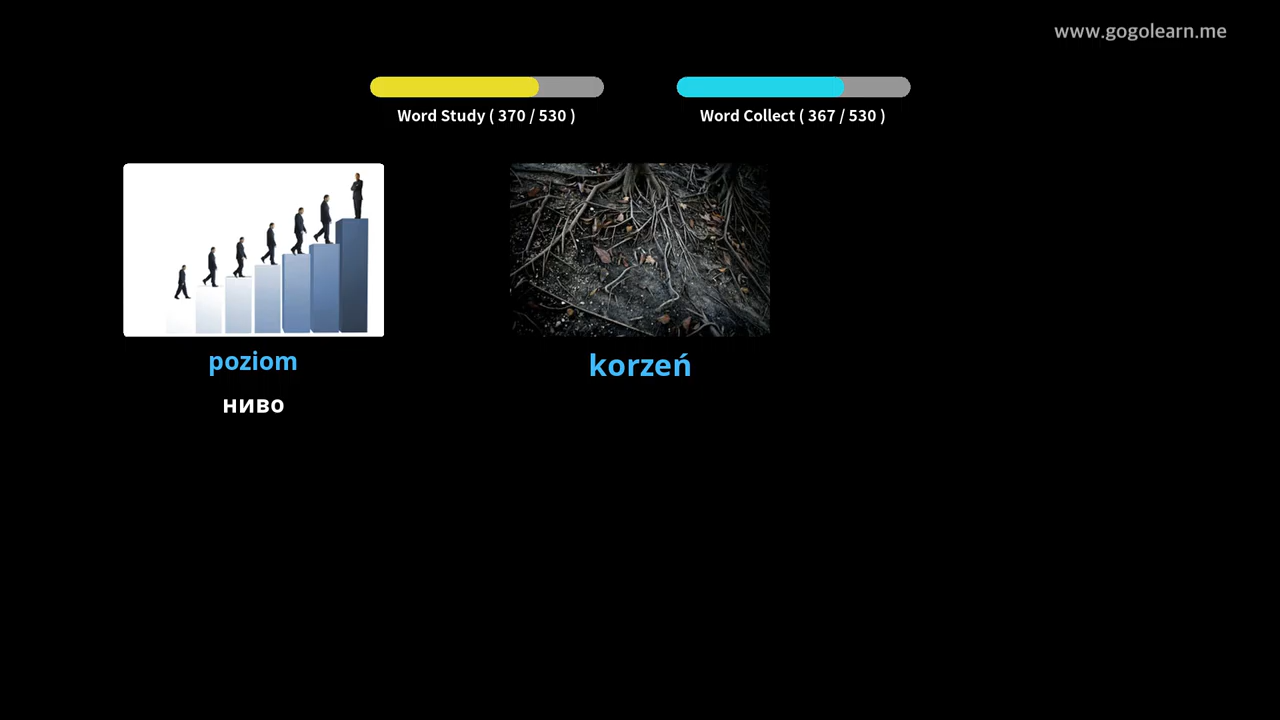 www.gogolearn.me
Word Study ( 370 / 530 )
Word Collect ( 367 / 530 )
poziom
korzeń
ниво